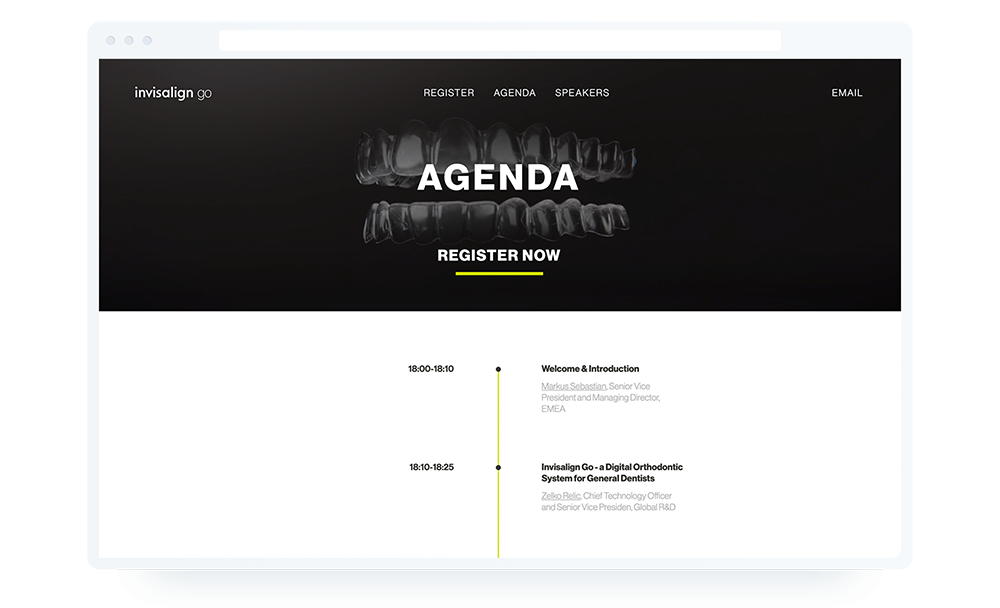 invisalign go
REGISTER AGENDA SPEAKERS
EMAIL
AGENDA
REGISTER NOW
18:00-18:10
Welcome & Introduction
Markus Sebastian, Senior Vice
President and Managing Director,
EMEA
18:10-18:25
Invisalign Go - a Digital Orthodontic
System for General Dentists
Zelko Relic, Chief Technology Officer
and Senior Vice Presiden, Global R&D